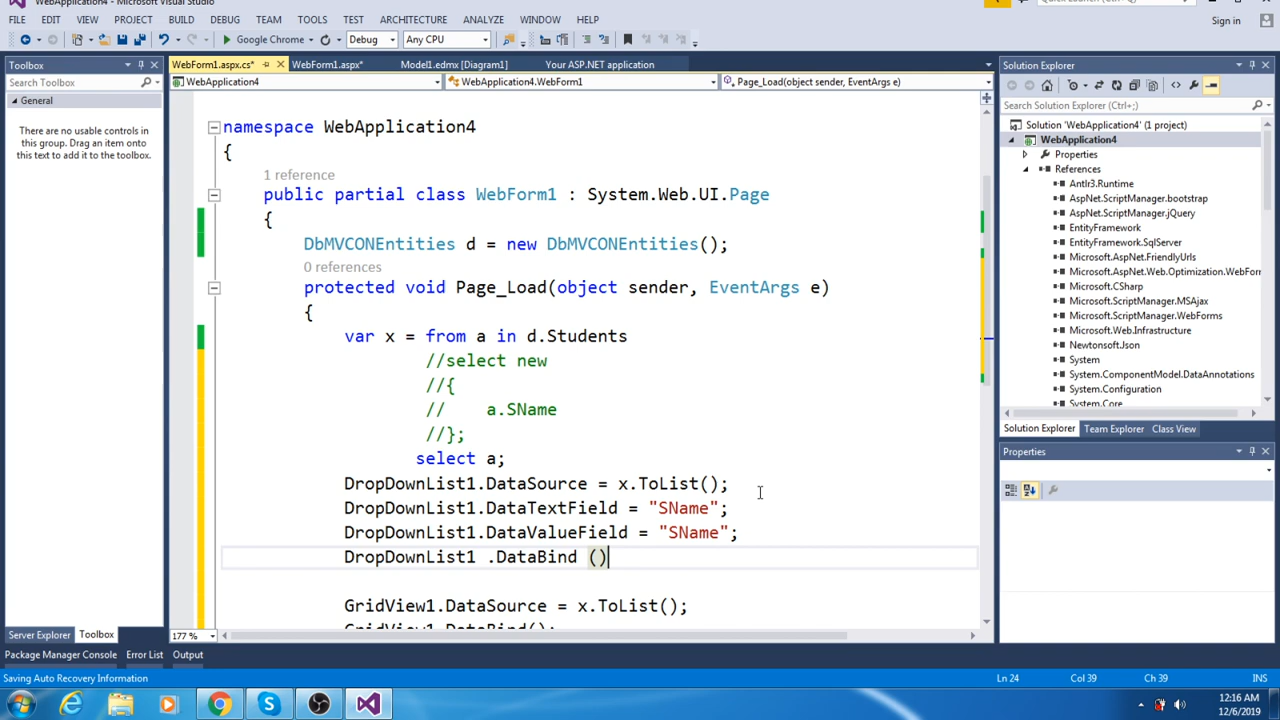 WebApplication4 - Microsoft Visual Studio
FILE EDIT VIEW PROJECT BUILD DEBUG TEAM TOOLS TEST ARCHITECTURE ANALYZE WINDOW HELP
Sign in
Google Chrome Debug Any CPU
Toolbox
Search Toolbox
General
There are no usable controls in
this group. Drag an item onto
this text to add it to the toolbox.
Server Explorer Toolbox
WebForm1.aspx.cs* WebForm1.aspx* Model1.edmx [Diagram1] Your ASP.NET application
WebApplication4 WebApplication4.WebForm1 Page_Load(object sender, EventArgs e)
namespace WebApplication4
{
1 reference
public partial class WebForm1 : System.Web.UI.Page
{
DbMVCONEntities d = new DbMVCONEntities();
0 references
protected void Page_Load(object sender, EventArgs e)
{
var x = from a in d.Students
//select new
//{
// a.SName
//};
select a;
DropDownList1.DataSource = x.ToList();
DropDownList1.DataTextField = "SName";
DropDownList1.DataValueField = "SName";
DropDownList1 .DataBind ()
GridView1.DataSource = x.ToList();
GridView1.DataBind();
177 %
Solution Explorer
Search Solution Explorer (Ctrl+;)
Solution 'WebApplication4' (1 project)
WebApplication4
Properties
References
Antlr3.Runtime
AspNet.ScriptManager.bootstrap
AspNet.ScriptManager.jQuery
EntityFramework
EntityFramework.SqlServer
Microsoft.AspNet.FriendlyUrls
Microsoft.AspNet.Web.Optimization.WebForm
Microsoft.CSharp
Microsoft.ScriptManager.MSAjax
Microsoft.ScriptManager.WebForms
Microsoft.Web.Infrastructure
Newtonsoft.Json
System
System.ComponentModel.DataAnnotations
System.Configuration
System.Core
Solution Explorer Team Explorer Class View
Properties
Package Manager Console Error List Output
Saving Auto Recovery Information Ln 24 Col 39 Ch 39 INS
12:16 AM
12/6/2019